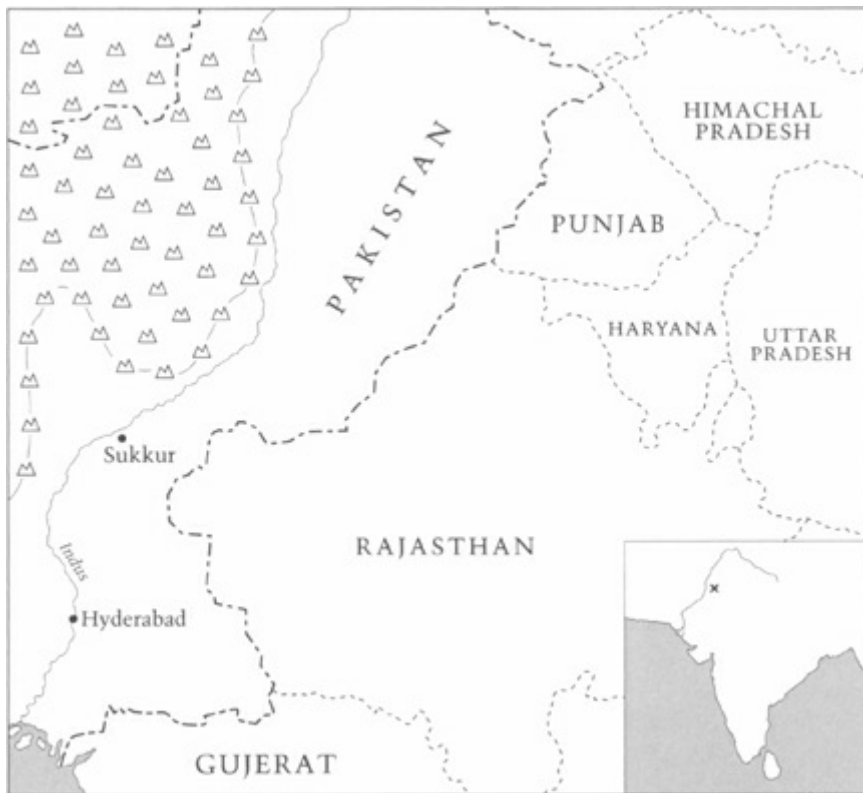 HIMACHAL
PRADESH
PAKISTAN
PUNJAB
HARYANA
UTTAR
PRADESH
Sukkur
RAJASTHAN
Indus
Hyderabad
GUJERAT